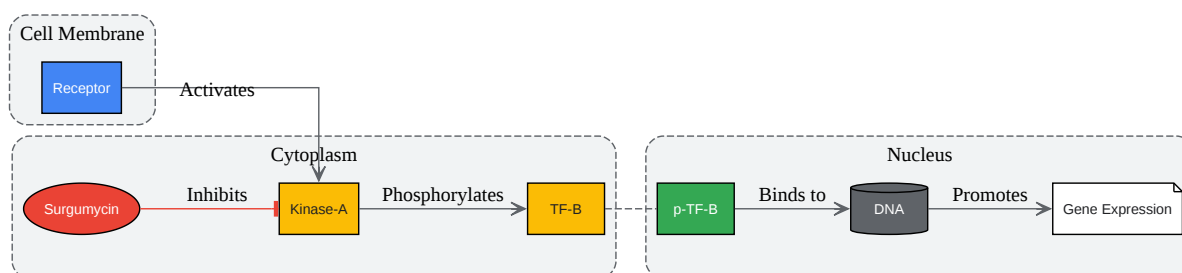 Cell Membrane
Receptor
Activates
Cytoplasm
Nucleus
Surgumycin
Inhibits
Kinase-A
Phosphorylates
TF-B
p-TF-B
Binds to
DNA
Promotes
Gene Expression